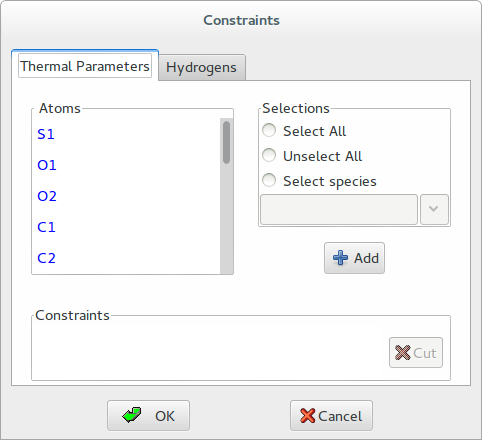 Constraints
Thermal Parameters
Hydrogens
Atoms
S1
O1
O2
C1
C2
Selections
Select All
Unselect All
Select species
Add
Constraints
Cut
OK
Cancel